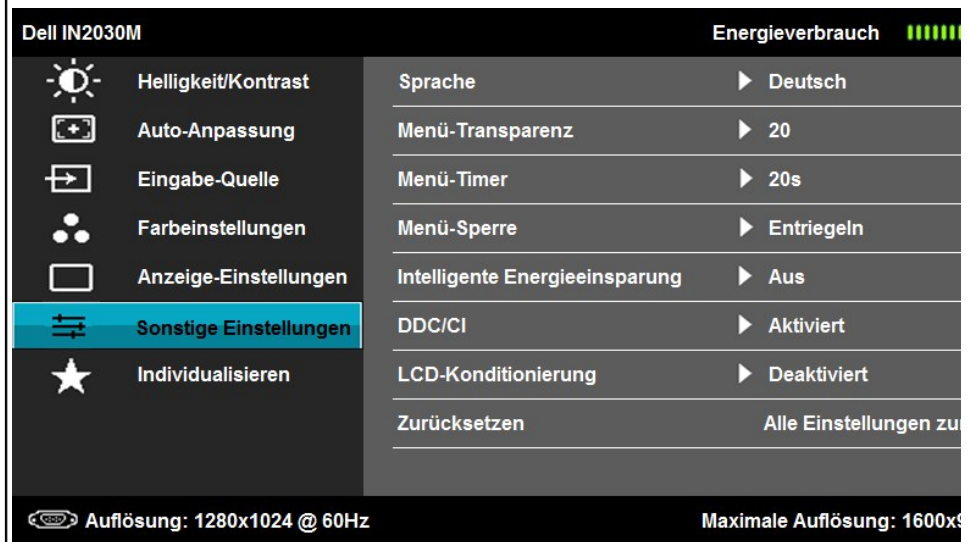 Dell IN2030M Energieverbrauch
Helligkeit/Kontrast Sprache Deutsch
Auto-Anpassung Menü-Transparenz 20
Eingabe-Quelle Menü-Timer 20s
Farbeinstellungen Menü-Sperre Entriegeln
Anzeige-Einstellungen Intelligente Energieeinsparung Aus
Sonstige Einstellungen DDC/CI Aktiviert
Individualisieren LCD-Konditionierung Deaktiviert
Zurücksetzen Alle Einstellungen
Auflösung: 1280x1024 @ 60Hz Maximale Auflösung: